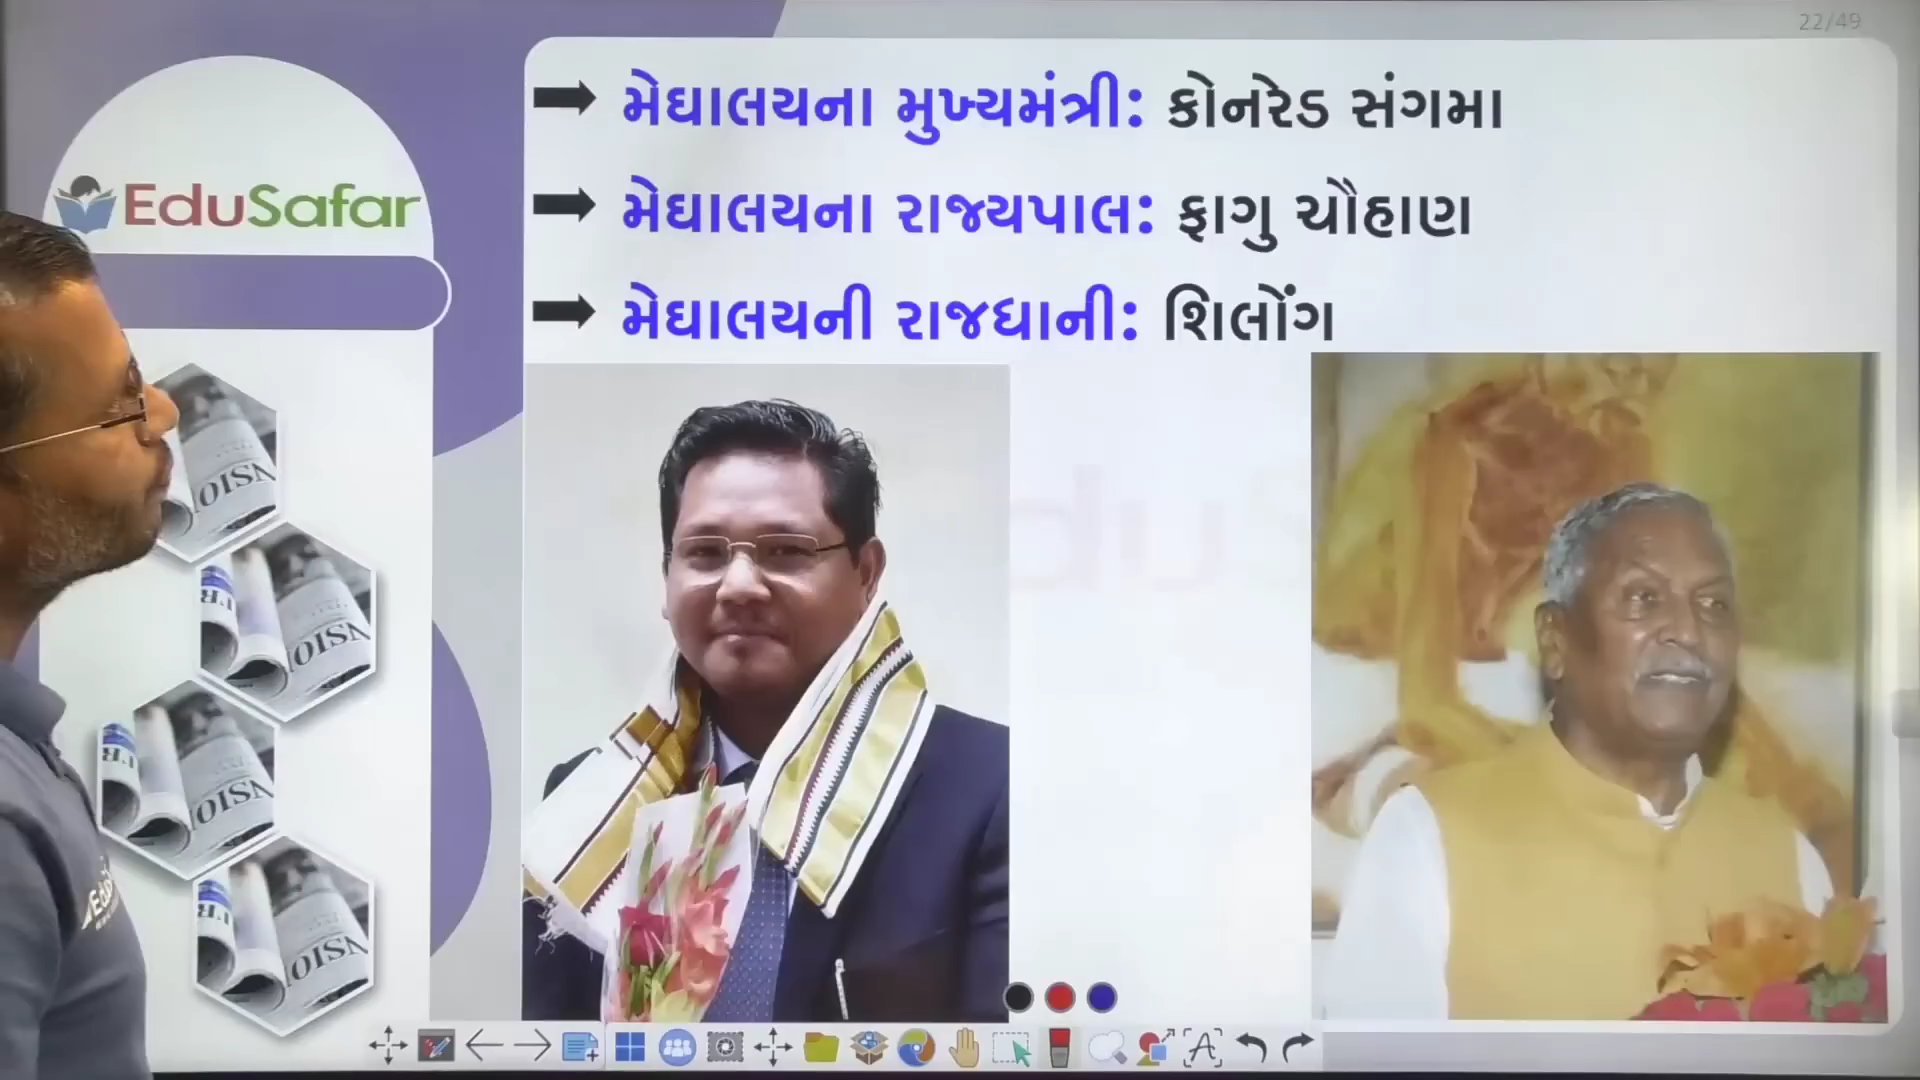 22/49
મેઘાલયના મુખ્યમંત્રી: કોનરેડ સંગમા
મેઘાલયના રાજ્યપાલ: ફાગુ ચૌહાણ
મેઘાલયની રાજધાની: શિલોંગ
EduSafar